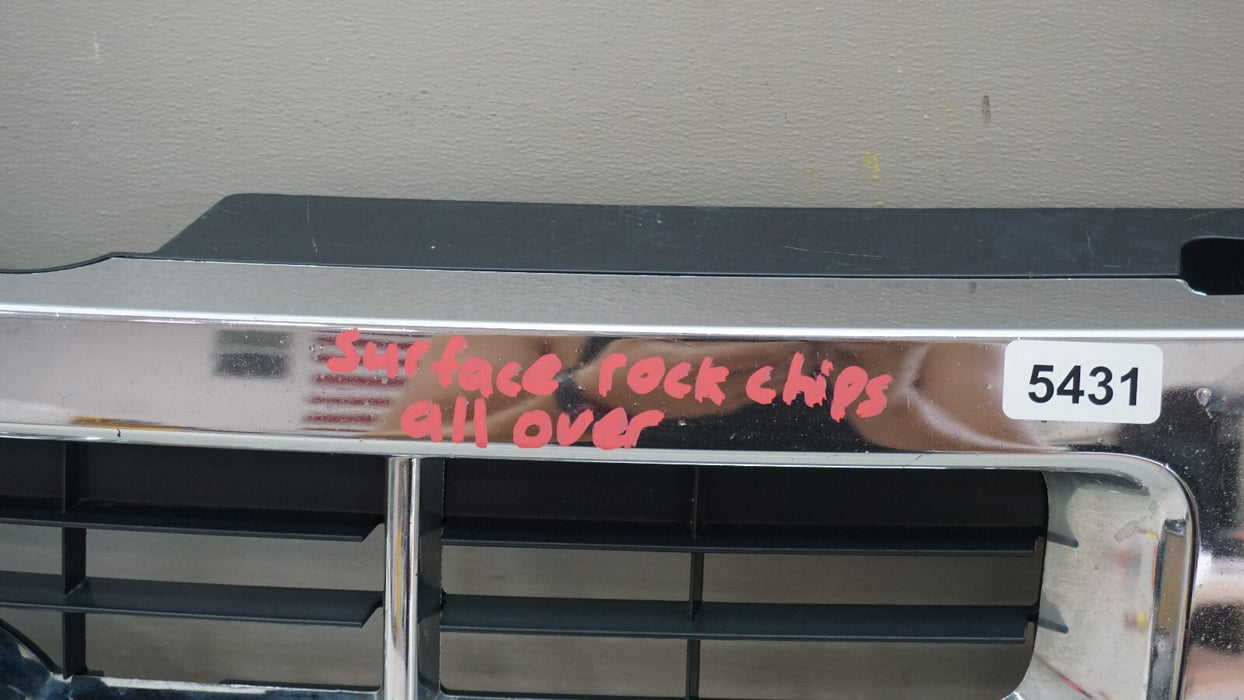 Surface rock chips
all over
5431